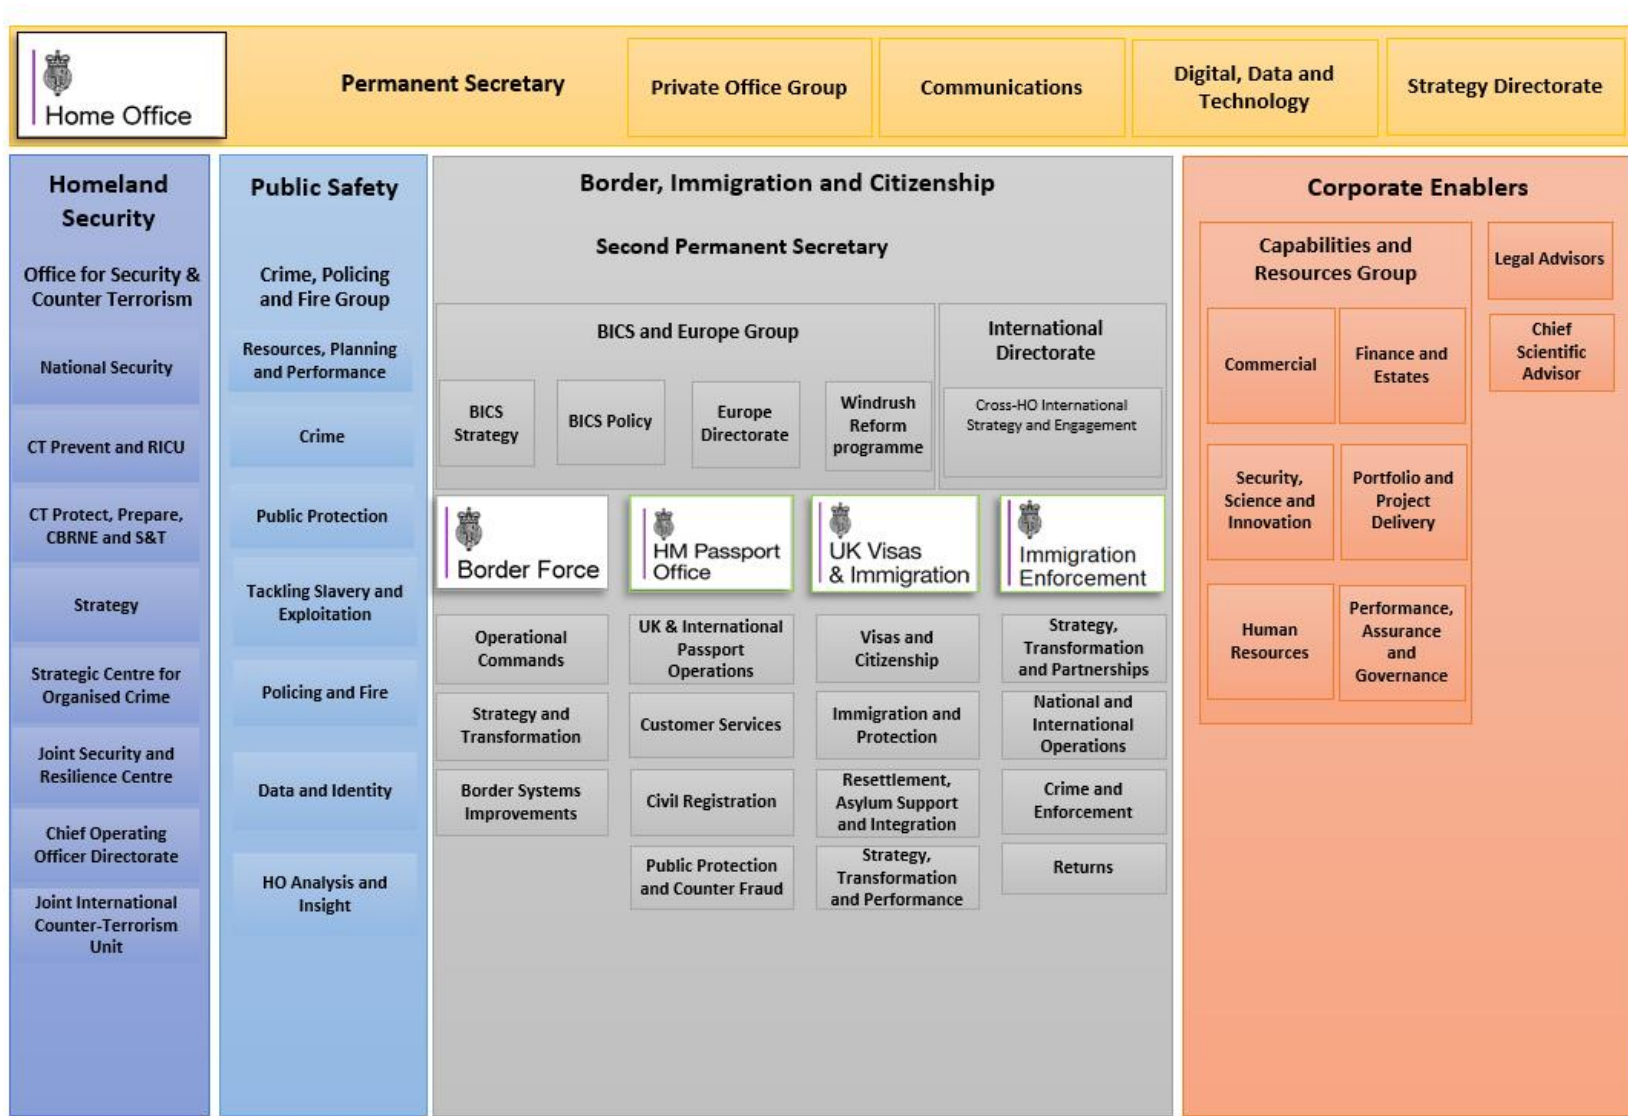 Home Office
Permanent Secretary
Private Office Group
Communications
Digital, Data and
Technology
Strategy Directorate
Homeland
Security
Office for Security &
Counter Terrorism
National Security
CT Prevent and RICU
CT Protect, Prepare,
CBRNE and S&T
Strategy
Strategic Centre for
Organised Crime
Joint Security and
Resilience Centre
Chief Operating
Officer Directorate
Joint International
Counter-Terrorism
Unit
Public Safety
Crime, Policing
and Fire Group
Resources, Planning
and Performance
Crime
Public Protection
Tackling Slavery and
Exploitation
Policing and Fire
Data and Identity
HO Analysis and
Insight
Border, Immigration and Citizenship
Second Permanent Secretary
BICS and Europe Group
BICS
Strategy
BICS Policy
Europe
Directorate
Windrush
Reform
programme
International
Directorate
Cross-HO International
Strategy and Engagement
Border Force
Operational
Commands
Strategy and
Transformation
Border Systems
Improvements
HM Passport
Office
UK & International
Passport
Operations
Customer Services
Civil Registration
Public Protection
and Counter Fraud
UK Visas
& Immigration
Visas and
Citizenship
Immigration and
Protection
Resettlement,
Asylum Support
and Integration
Strategy,
Transformation
and Performance
Immigration
Enforcement
Strategy,
Transformation
and Partnerships
National and
International
Operations
Crime and
Enforcement
Returns
Corporate Enablers
Capabilities and
Resources Group
Commercial
Finance and
Estates
Security,
Science and
Innovation
Portfolio and
Project
Delivery
Human
Resources
Performance,
Assurance
and
Governance
Legal Advisors
Chief
Scientific
Advisor